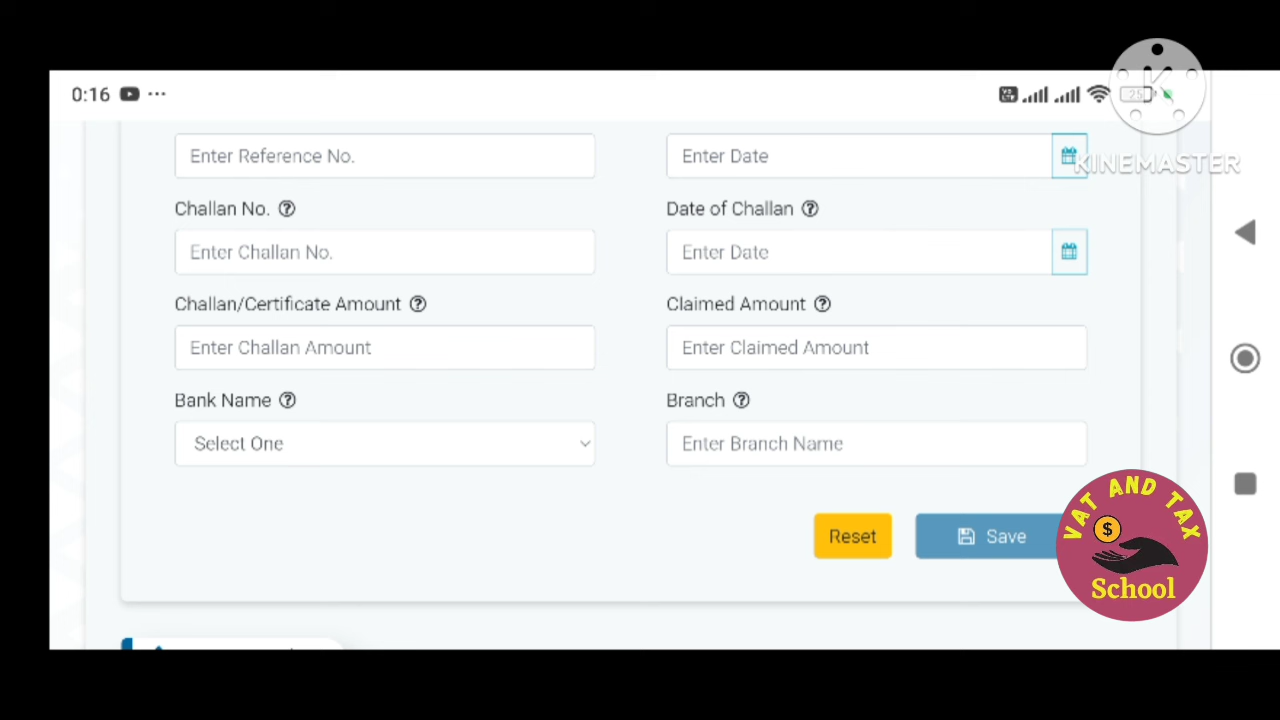 0:16
25
KINEMASTER
Enter Reference No.
Enter Date
Challan No.
Date of Challan
Enter Challan No.
Enter Date
Challan/Certificate Amount
Claimed Amount
Enter Challan Amount
Enter Claimed Amount
Bank Name
Branch
Select One
Enter Branch Name
Reset
Save
VAT AND TAX
$
School